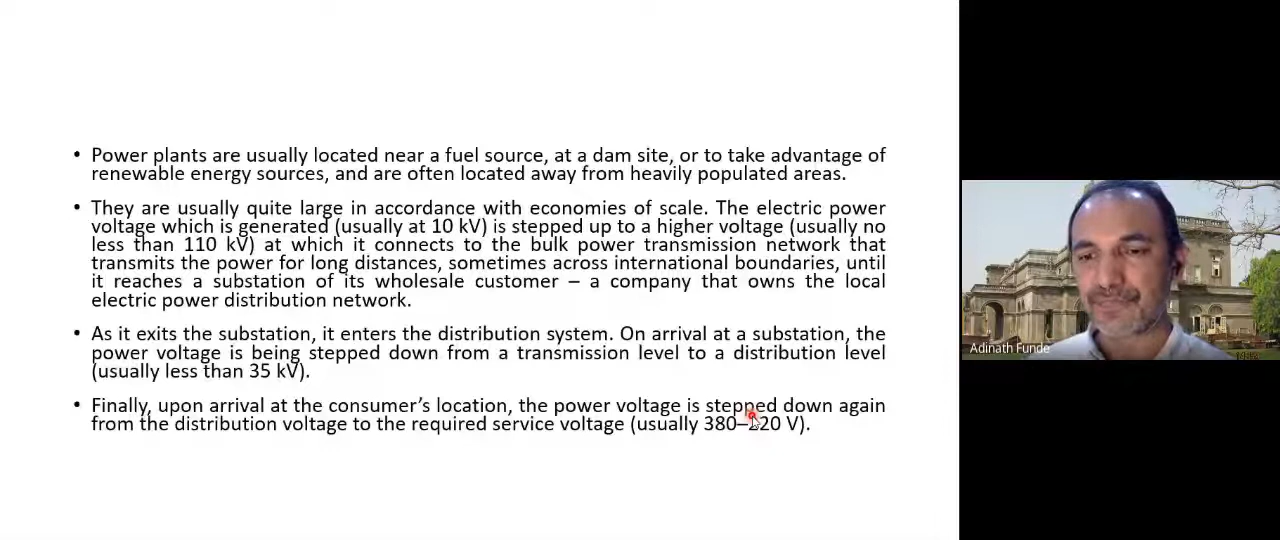 • Power plants are usually located near a fuel source, at a dam site, or to take advantage of
renewable energy sources, and are often located away from heavily populated areas.
• They are usually quite large in accordance with economies of scale. The electric power
voltage which is generated (usually at 10 kV) is stepped up to a higher voltage (usually no
less than 110 kV) at which it connects to the bulk power transmission network that
transmits the power for long distances, sometimes across international boundaries, until
it reaches a substation of its wholesale customer – a company that owns the local
electric power distribution network.
• As it exits the substation, it enters the distribution system. On arrival at a substation, the
power voltage is being stepped down from a transmission level to a distribution level
(usually less than 35 kV).
• Finally, upon arrival at the consumer’s location, the power voltage is stepped down again
from the distribution voltage to the required service voltage (usually 380–220 V).
Adinath Funde